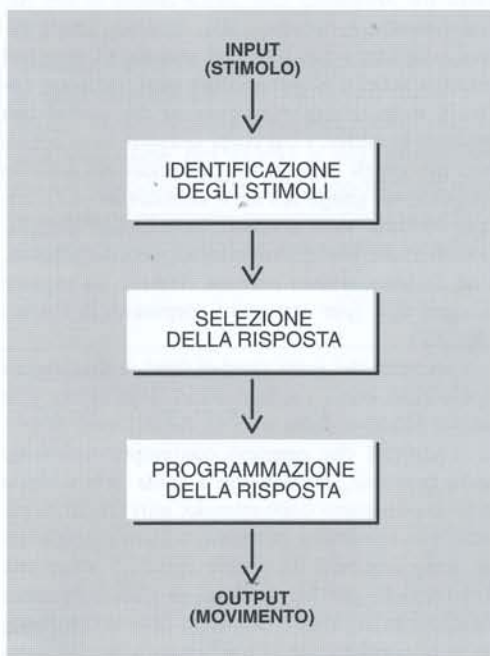 INPUT
(STIMOLO)
IDENTIFICAZIONE
DEGLI STIMOLI
SELEZIONE
DELLA RISPOSTA
PROGRAMMAZIONE
DELLA RISPOSTA
OUTPUT
(MOVIMENTO)